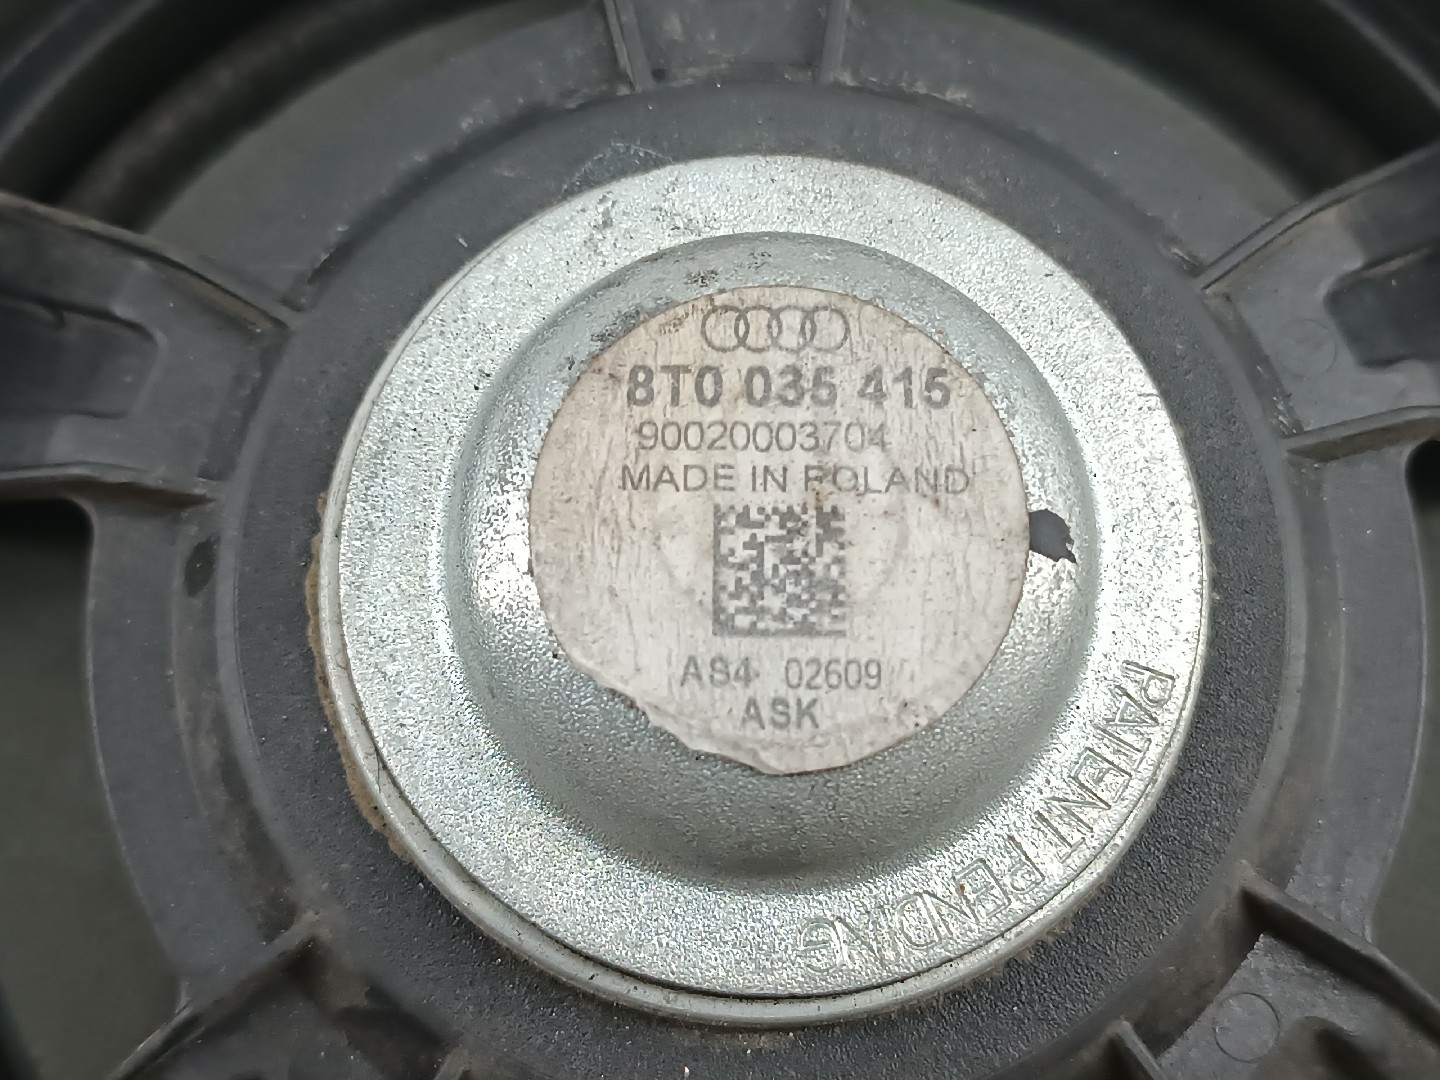 8T0 035 415
90020003704
MADE IN POLAND
AS4 02609
ASK
PATENT PENDING